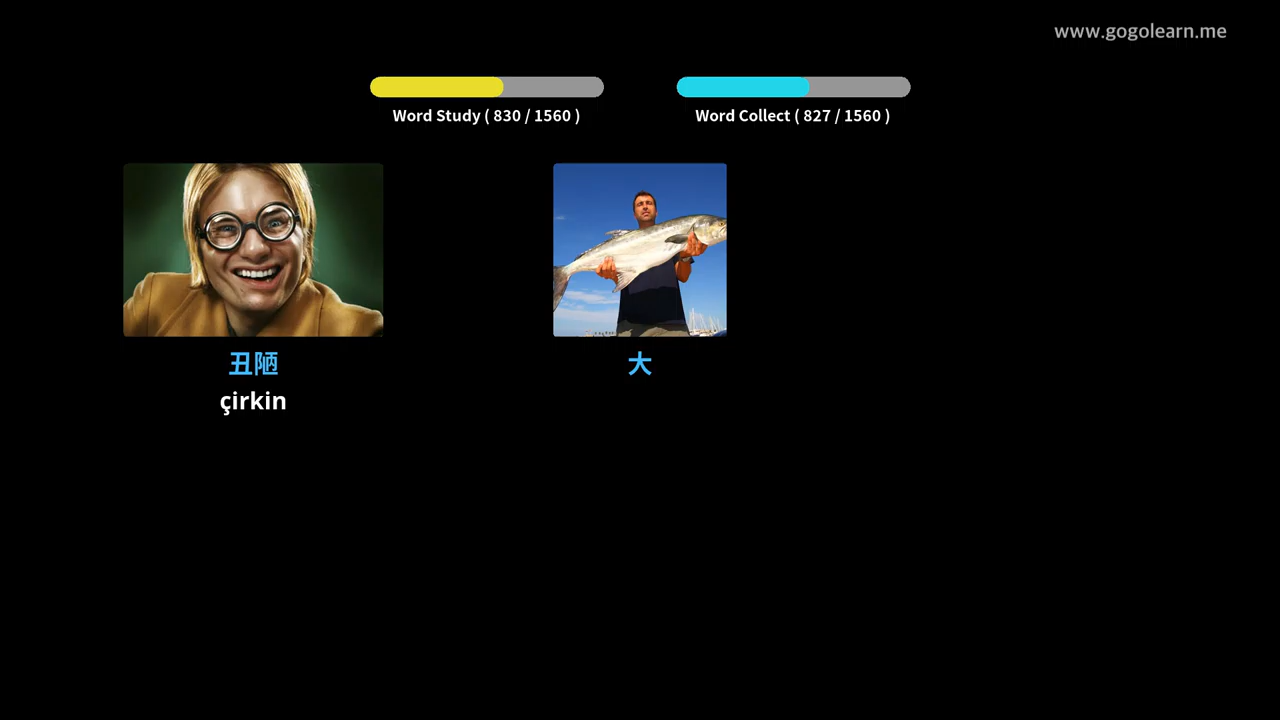 www.gogolearn.me
Word Study ( 830 / 1560 )
Word Collect ( 827 / 1560 )
丑陋
大
çirkin